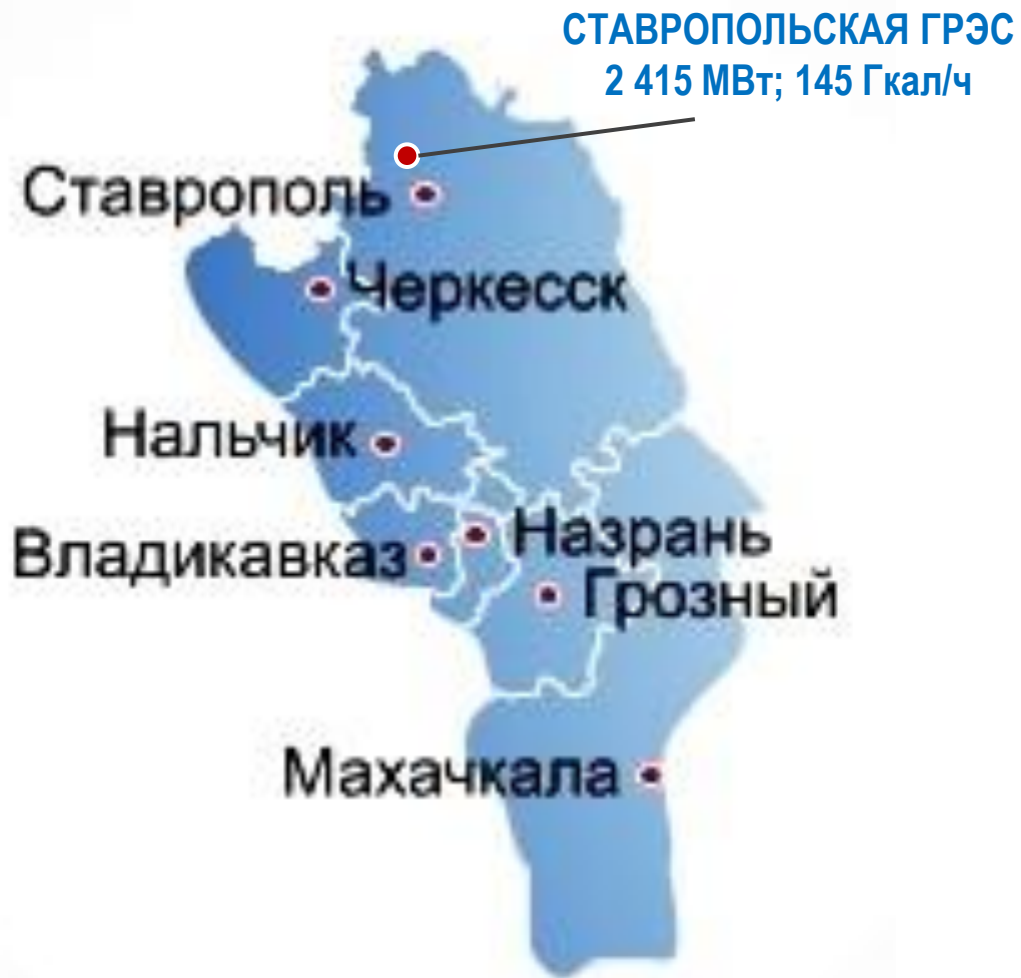 СТАВРОПОЛЬСКАЯ ГРЭС
2 415 МВт; 145 Гкал/ч
Ставрополь
Черкесск
Нальчик
Назрань
Владикавказ
Грозный
Махачкала